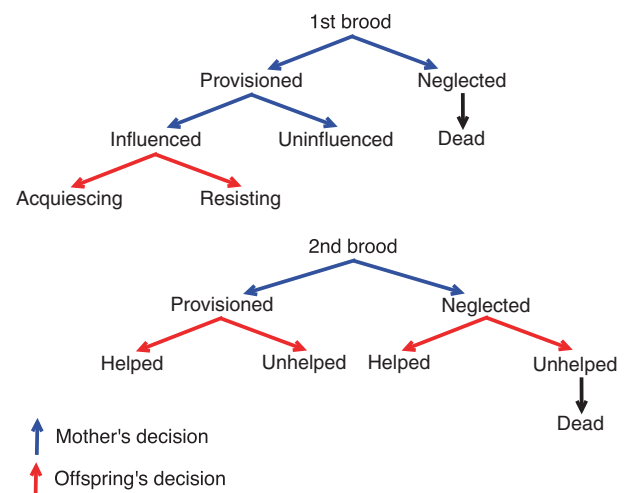 1st brood
Provisioned Neglected
Influenced Uninfluenced Dead
Acquiescing Resisting
2nd brood
Provisioned Neglected
Helped Unhelped Helped Unhelped
Dead
Mother's decision
Offspring's decision